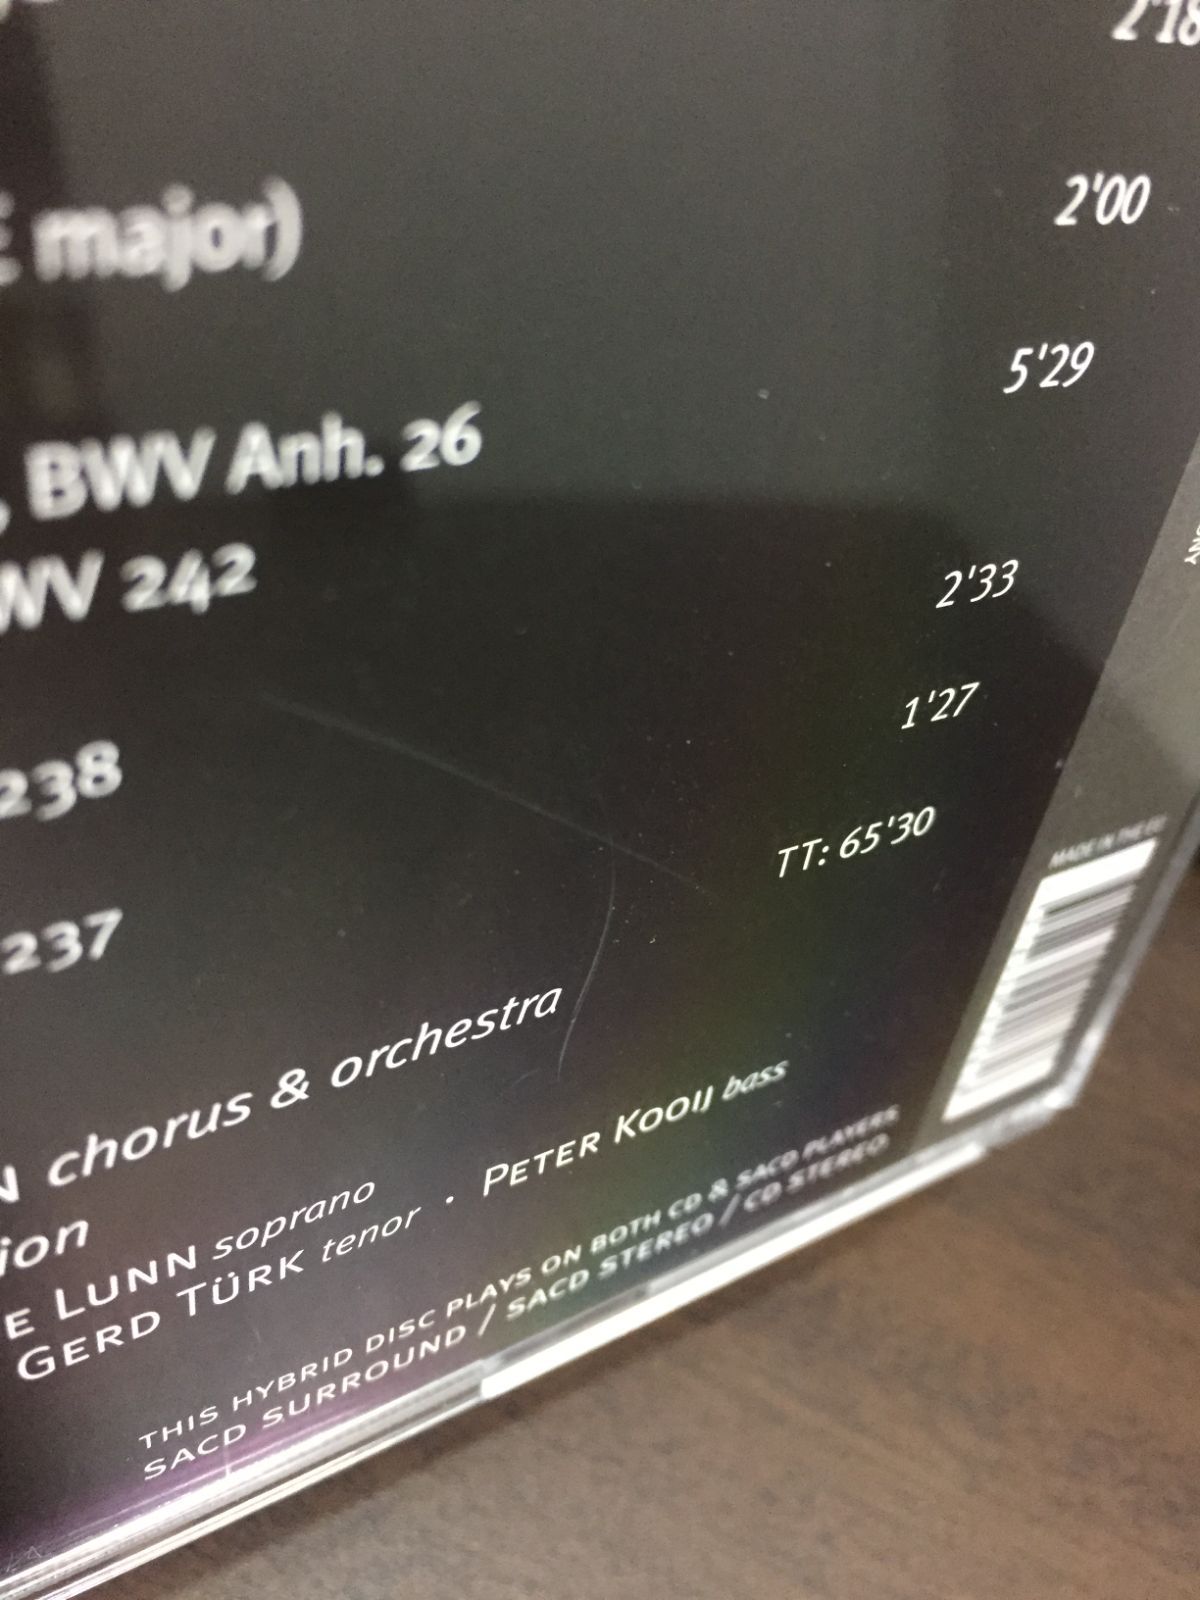 2'18
major)
2'00
5'29
, BWV Anh. 26
WV 242
2'33
1'27
238
TT: 65'30
237
MADE IN THE EU
N chorus & orchestra
ion
E LUNN soprano
GERD TÜRK tenor · PETER KOOIJ bass
THIS HYBRID DISC PLAYS ON BOTH CD & SACD PLAYERS
SACD SURROUND / SACD STEREO / CD STEREO